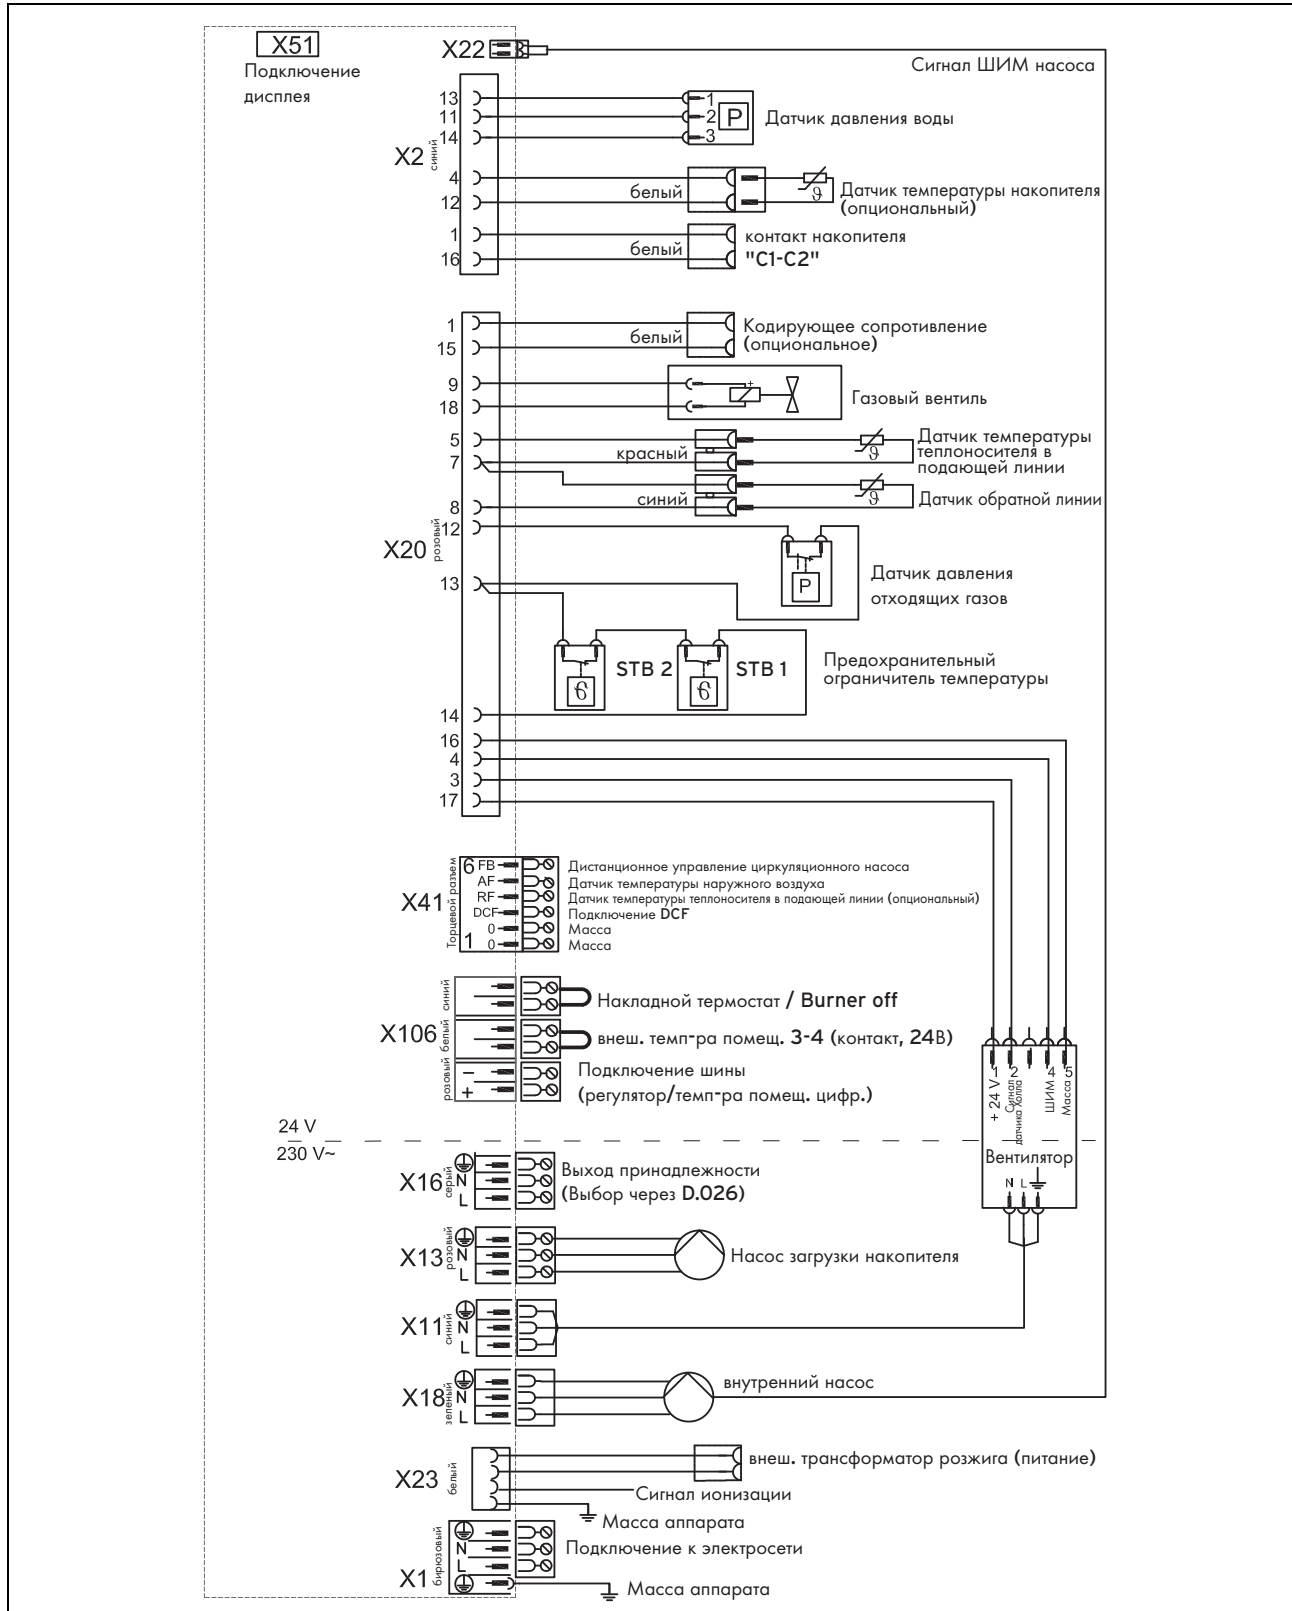 X51
Подключение
дисплея
X22
Сигнал ШИМ насоса
X2
синий
13
11
14
4
12
1
16
1
2
3
P
Датчик давления воды
белый
ϑ
Датчик температуры накопителя
(опциональный)
белый
контакт накопителя
"C1-C2"
X20
розовый
1
15
9
18
5
7
8
12
13
14
16
4
3
17
белый
Кодирующее сопротивление
(опциональное)
+
Газовый вентиль
красный
ϑ
Датчик температуры
теплоносителя в
подающей линии
синий
ϑ
Датчик обратной линии
P
Датчик давления
отходящих газов
STB 2
STB 1
ϑ
ϑ
Предохранительный
ограничитель температуры
X41
Торцевой разъем
6 FB
AF
RF
DCF
0
1 0
Дистанционное управление циркуляционного насоса
Датчик температуры наружного воздуха
Датчик температуры теплоносителя в подающей линии (опциональный)
Подключение DCF
Масса
Масса
X106
синий
белый
розовый
–
+
Накладной термостат / Burner off
внеш. темп-ра помещ. 3-4 (контакт, 24В)
Подключение шины
(регулятор/темп-ра помещ. цифр.)
1 2 4 5
+ 24 V
Сигнал
датчика Холла
ШИМ
Масса
Вентилятор
N L
24 V
230 V~
X16
серый
N
L
Выход принадлежности
(Выбор через D.026)
X13
розовый
N
L
Насос загрузки накопителя
X11
синий
N
L
X18
зеленый
N
L
внутренний насос
X23
белый
внеш. трансформатор розжига (питание)
Сигнал ионизации
Масса аппарата
X1
бирюзовый
N
L
Подключение к электросети
Масса аппарата